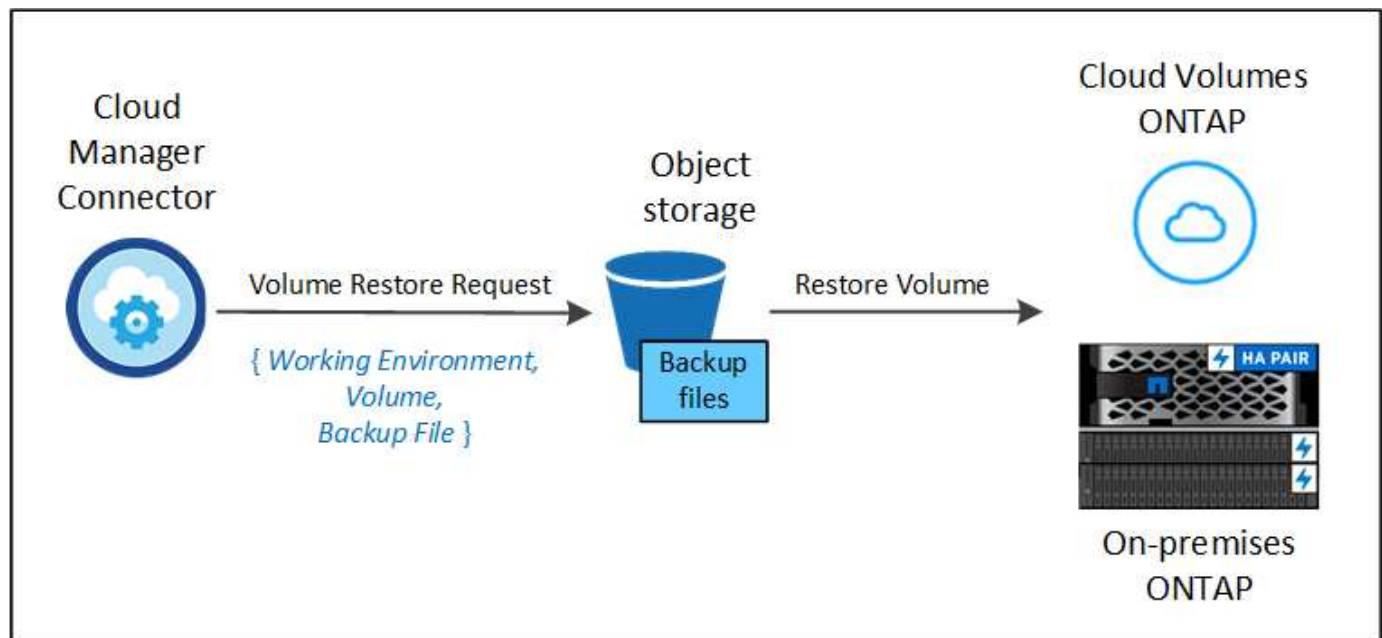 Cloud
Manager
Connector
Volume Restore Request
{ Working Environment,
Volume,
Backup File }
Object
storage
Backup
files
Restore Volume
Cloud Volumes
ONTAP
HA PAIR
On-premises
ONTAP